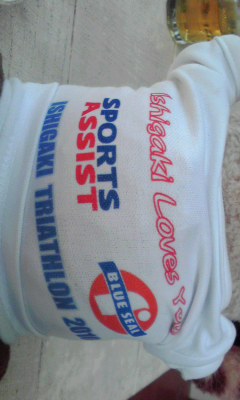 Ishigaki Loves You
SPORTS
ASSIST
BLUE SEAL
ISHIGAKI TRIATHLON